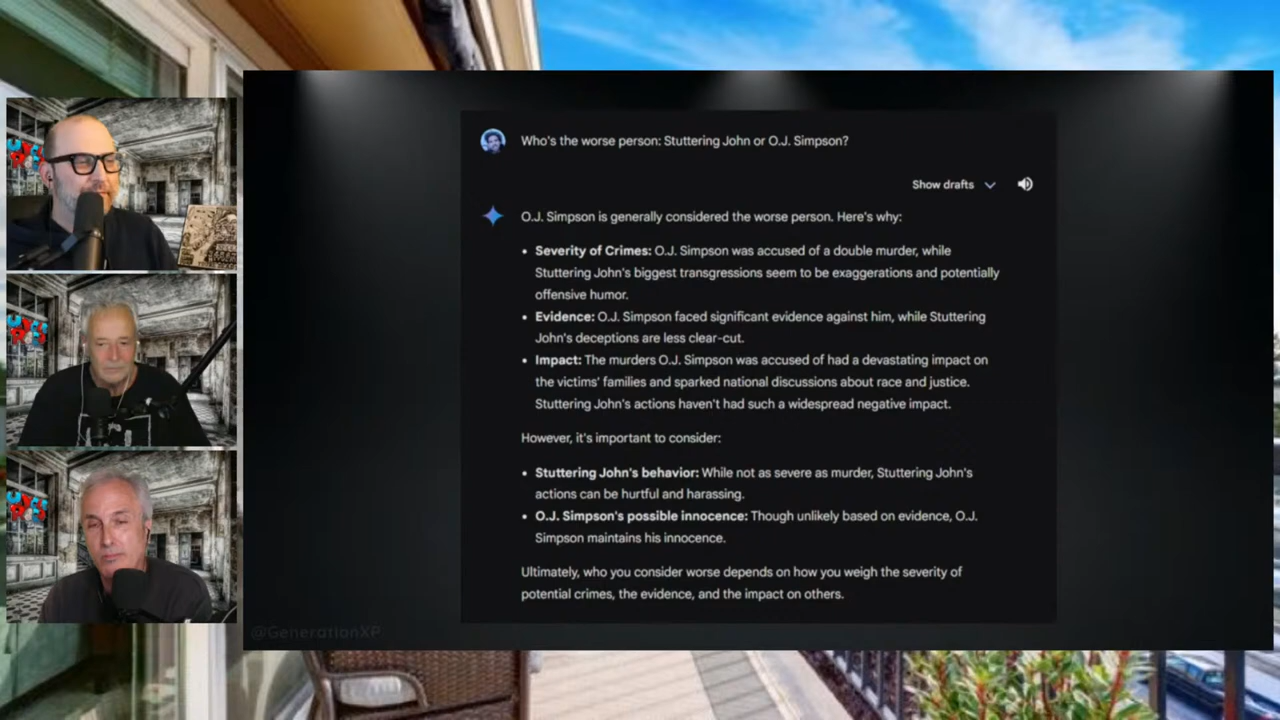 Who's the worse person: Stuttering John or O.J. Simpson?
Show drafts
O.J. Simpson is generally considered the worse person. Here's why:
• Severity of Crimes: O.J. Simpson was accused of a double murder, while
Stuttering John's biggest transgressions seem to be exaggerations and potentially
offensive humor.
• Evidence: O.J. Simpson faced significant evidence against him, while Stuttering
John's deceptions are less clear-cut.
• Impact: The murders O.J. Simpson was accused of had a devastating impact on
the victims' families and sparked national discussions about race and justice.
Stuttering John's actions haven't had such a widespread negative impact.
However, it's important to consider:
• Stuttering John's behavior: While not as severe as murder, Stuttering John's
actions can be hurtful and harassing.
• O.J. Simpson's possible innocence: Though unlikely based on evidence, O.J.
Simpson maintains his innocence.
Ultimately, who you consider worse depends on how you weigh the severity of
potential crimes, the evidence, and the impact on others.
@GenerationXP